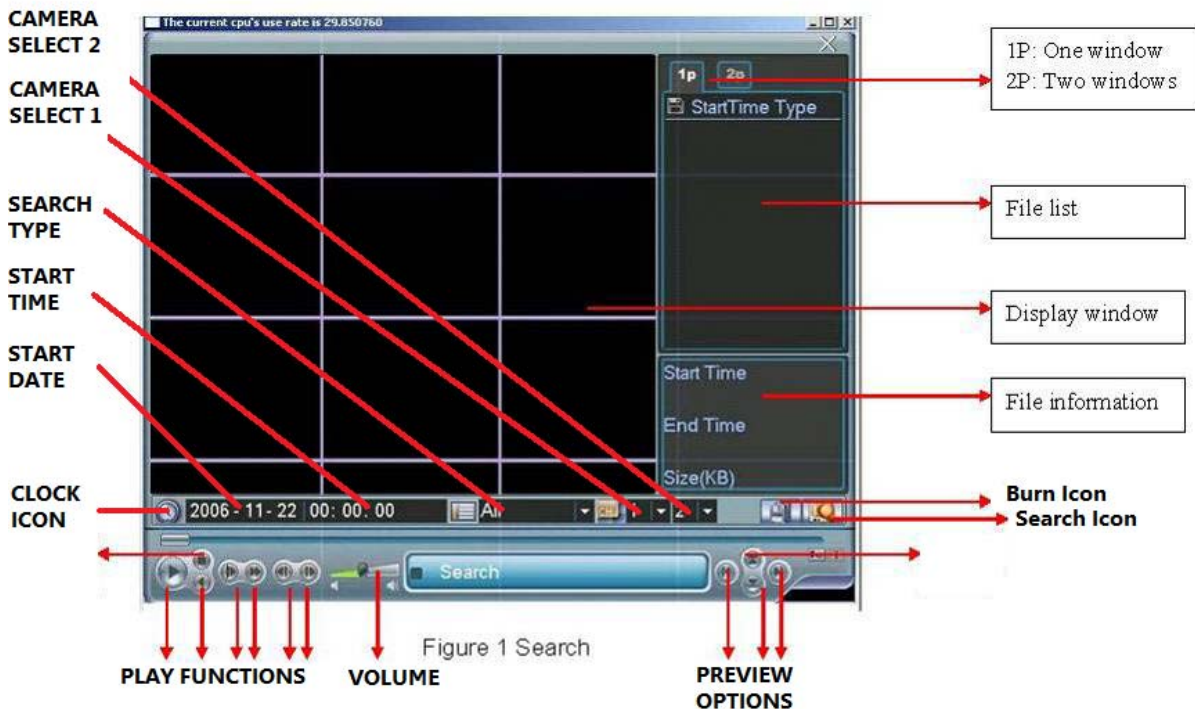 The current cpu's use rate is 29.850760
CAMERA
SELECT 2
CAMERA
SELECT 1
SEARCH
TYPE
START
TIME
START
DATE
CLOCK
ICON
1p
StartTime Type
Start Time
End Time
Size(KB)
2006 - 11 - 22 00: 00: 00
All
1
2
Search
1P: One window
2P: Two windows
File list
Display window
File information
Burn Icon
Search Icon
Figure 1 Search
PLAY FUNCTIONS
VOLUME
PREVIEW
OPTIONS